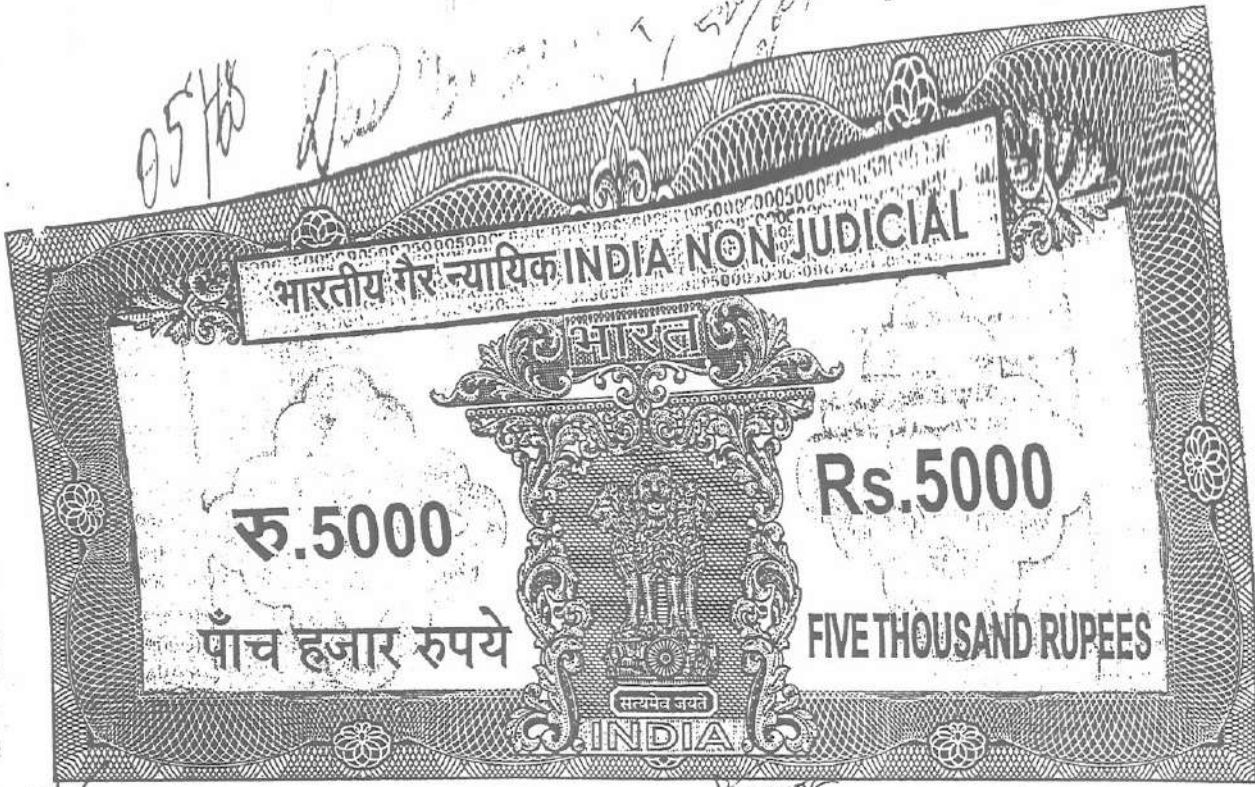 भारतीय गैर न्यायिक INDIA NON JUDICIAL
भारत
रु.5000
Rs.5000
पाँच हजार रुपये
FIVE THOUSAND RUPEES
सत्यमेव जयते
INDIA